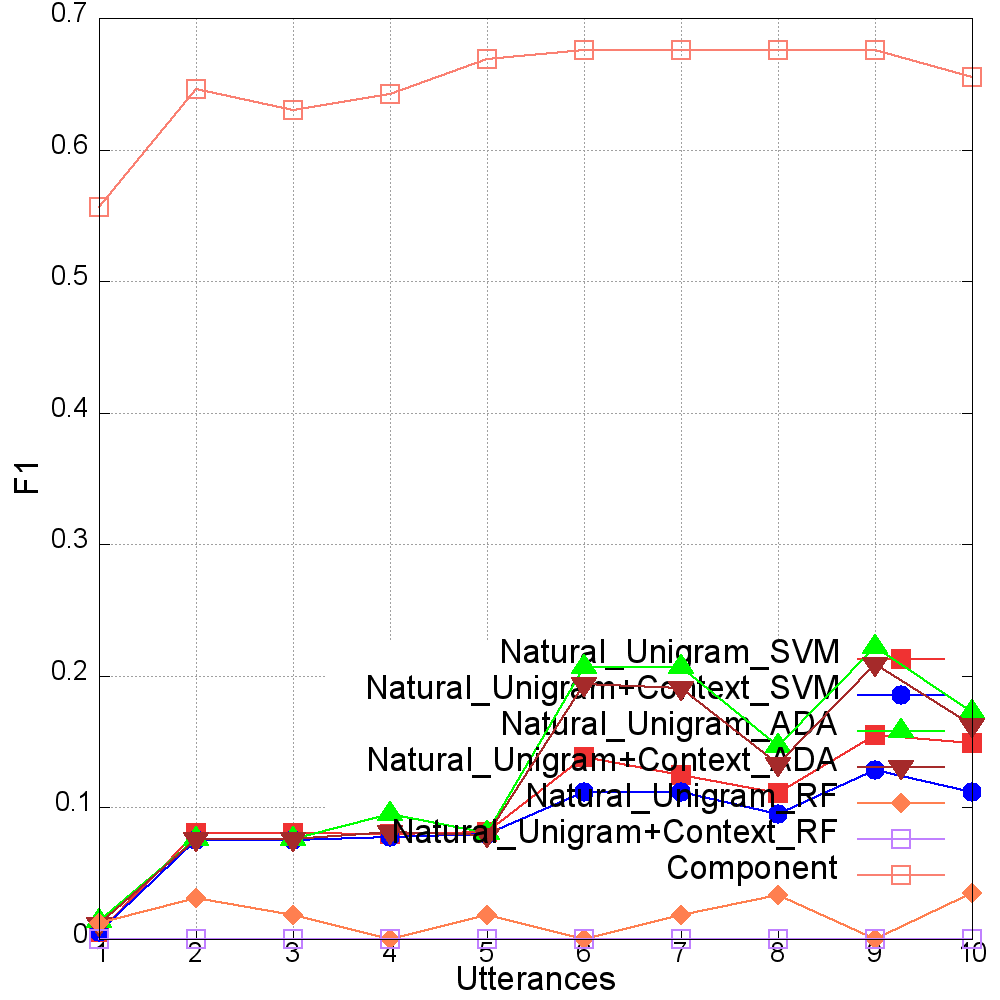 0.7
0.6
0.5
0.4
0.3
0.2
0.1
0
F1
Natural_Unigram_SVM
Natural_Unigram+Context_SVM
Natural_Unigram_ADA
Natural_Unigram+Context_ADA
Natural_Unigram_RF
Natural_Unigram+Context_RF
Component
1 2 3 4 5 6 7 8 9 10
Utterances